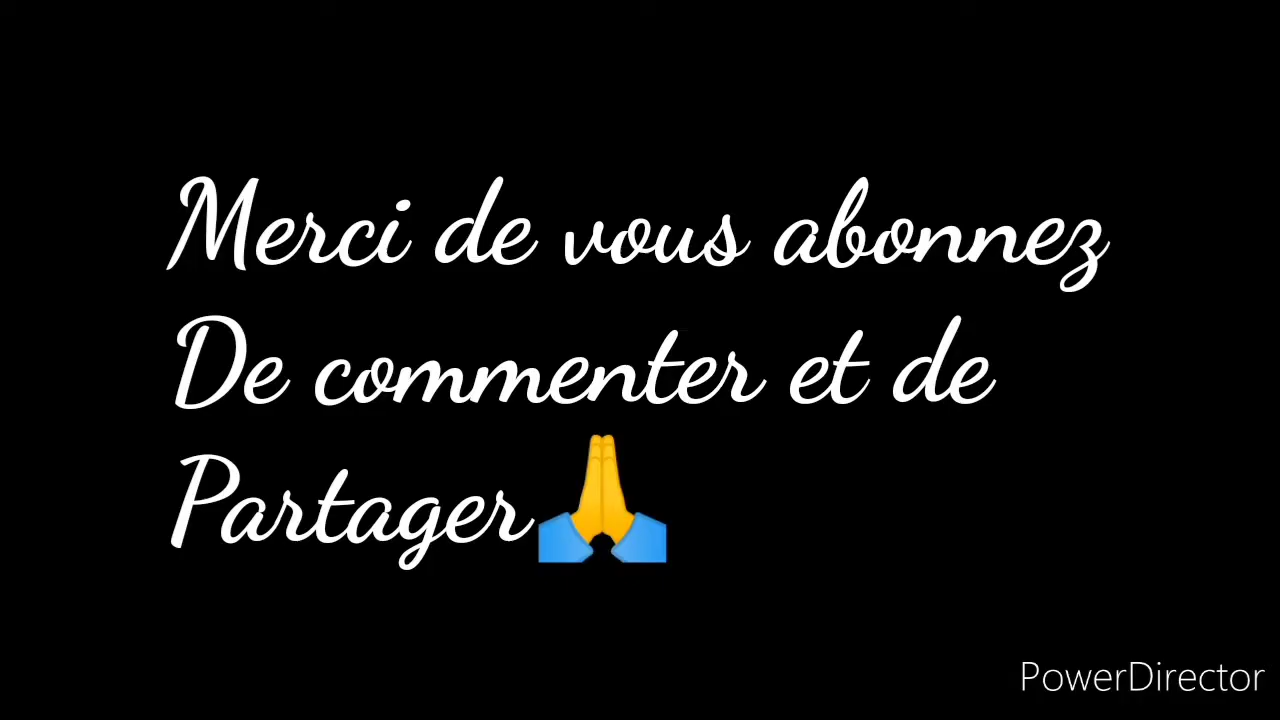 Merci de vous abonnez
De commenter et de
Partager🙏
PowerDirector